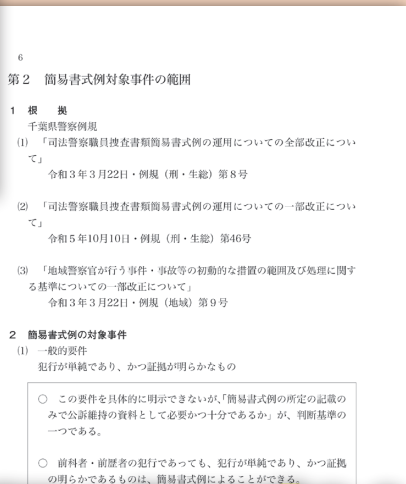 6
第２　簡易書式例対象事件の範囲
１　根　拠
千葉県警察例規
⑴　「司法警察職員捜査書類簡易書式例の運用についての全部改正につい
て」
令和３年３月22日・例規（刑・生総）第８号
⑵　「司法警察職員捜査書類簡易書式例の運用についての一部改正につい
て」
令和５年10月10日・例規（刑・生総）第46号
⑶　「地域警察官が行う事件・事故等の初動的な措置の範囲及び処理に関す
る基準についての一部改正について」
令和３年３月22日・例規（地域）第９号
２　簡易書式例の対象事件
⑴　一般的要件
犯行が単純であり、かつ証拠が明らかなもの
○　この要件を具体的に明示できないが、「簡易書式例の所定の記載の
みで公訴維持の資料として必要かつ十分であるか」が、判断基準の
一つである。
○　前科者・前歴者の犯行であっても、犯行が単純であり、かつ証拠
の明らかであるものは、簡易書式例によることができる。